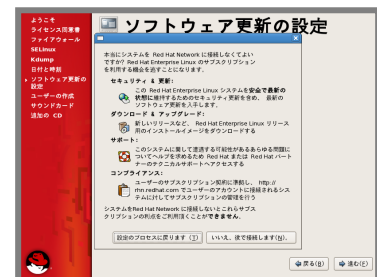 ようこそ
ライセンス同意書
ファイアウォール
SELinux
Kdump
日付と時刻
ソフトウェア更新の
設定
ユーザーの作成
サウンドカード
追加の CD
ソフトウェア更新の設定
本当にシステムを Red Hat Network に接続しなくてよい
ですか? Red Hat Enterprise Linux のサブスクリプション
を利用する機会を逃すことになります。
セキュリティ & 更新:
この Red Hat Enterprise Linux システムを安全で最新の
状態に維持するためのセキュリティ更新を含め、 最新の
ソフトウェア更新を入手します。
ダウンロード & アップグレード:
新しいリリースなど、 Red Hat Enterprise Linux リリース
用のインストールイメージをダウンロードする
サポート:
このシステムに関して遭遇する可能性があるあらゆる問題に
ついてヘルプを求めるため Red Hat または Red Hat パート
ナーのテクニカルサポートへアクセスする
コンプライアンス:
ユーザーのサブスクリプション契約に準拠し、 http://
rhn.redhat.com でユーザーのアカウントに接続されるシス
テムに対してサブスクリプションの管理を行う
システムをRed Hat Network に接続しないとこれらサブス
クリプションの利点をご利用頂くことができません。
設定のプロセスに戻ります (T)
いいえ、後で接続します(N)。
戻る(B)
進む(F)